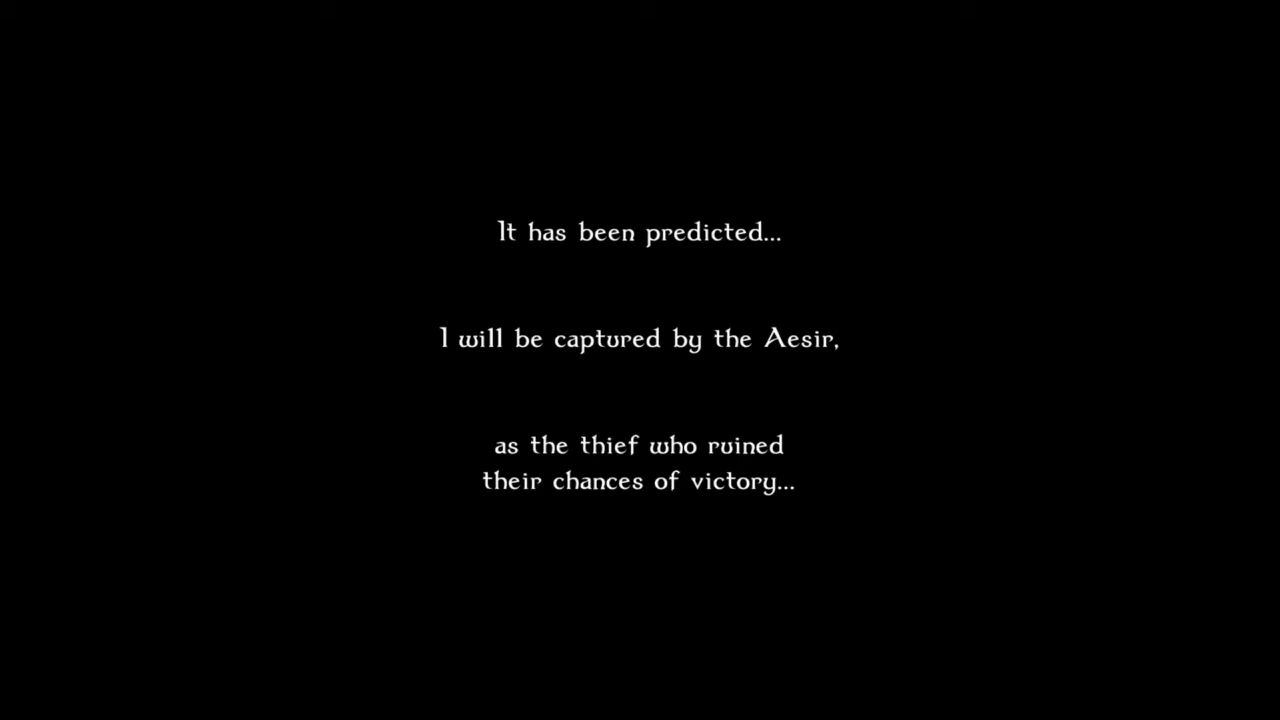 It has been predicted...
I will be captured by the Aesir,
as the thief who ruined
their chances of victory...